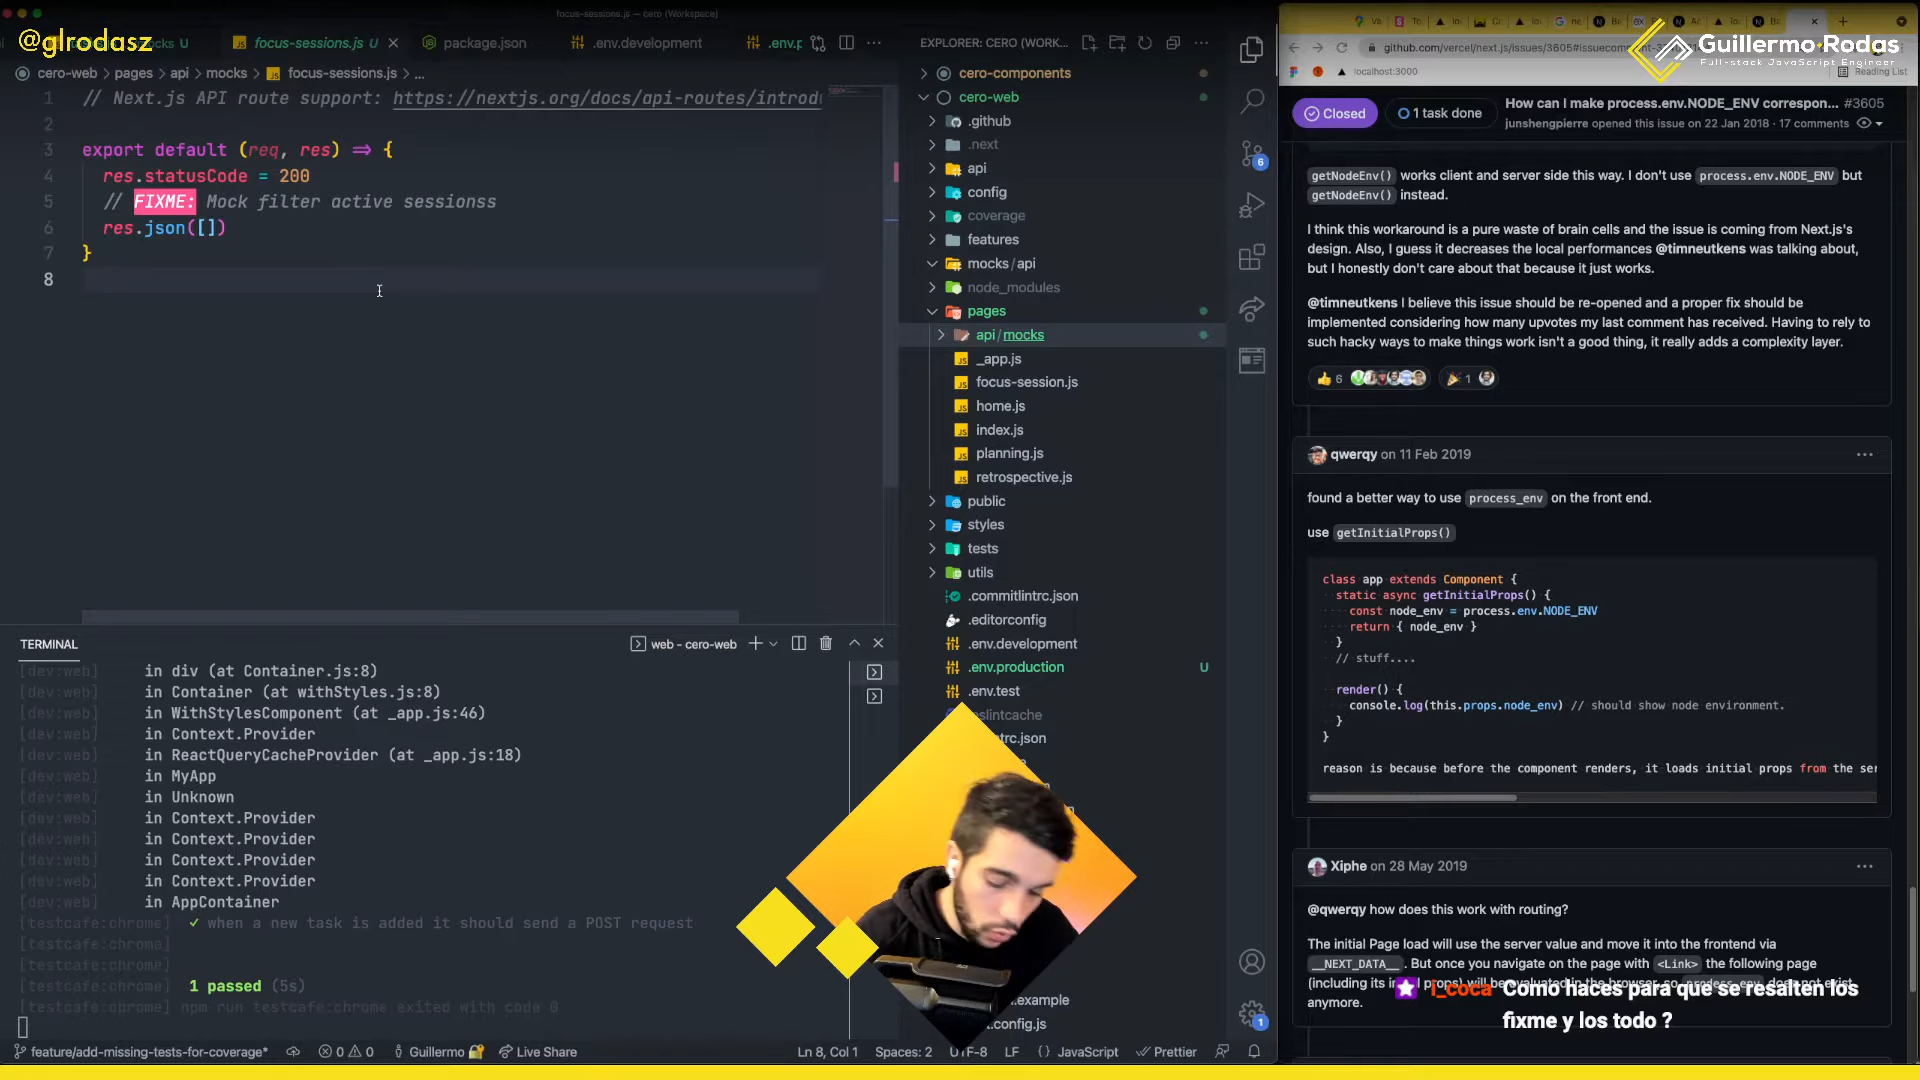 focus-sessions.js — cero (Workspace)
@glrodasz
ocks U
focus-sessions.js U
package.json
.env.development
.env.p
cero-web > pages > api > mocks > focus-sessions.js > ...
1 // Next.js API route support: https://nextjs.org/docs/api-routes/introdu
2
3 export default (req, res) => {
4 res.statusCode = 200
5 // FIXME: Mock filter active sessionss
6 res.json([])
7 }
8
EXPLORER: CERO (WORK...
cero-components
cero-web
.github
.next
api
config
coverage
features
mocks/api
node_modules
pages
api/mocks
_app.js
focus-session.js
home.js
index.js
planning.js
retrospective.js
public
styles
tests
utils
.commitlintrc.json
.editorconfig
.env.development
.env.production U
.env.test
slintcache
trc.json
.example
t.config.js
6
1
TERMINAL
web - cero-web
[dev:web] in div (at Container.js:8)
[dev:web] in Container (at withStyles.js:8)
[dev:web] in WithStylesComponent (at _app.js:46)
[dev:web] in Context.Provider
[dev:web] in ReactQueryCacheProvider (at _app.js:18)
[dev:web] in MyApp
[dev:web] in Unknown
[dev:web] in Context.Provider
[dev:web] in Context.Provider
[dev:web] in Context.Provider
[dev:web] in Context.Provider
[dev:web] in AppContainer
[testcafe:chrome] ✓ when a new task is added it should send a POST request
[testcafe:chrome]
[testcafe:chrome]
[testcafe:chrome] 1 passed (5s)
[testcafe:chrome] npm run testcafe:chrome exited with code 0
feature/add-missing-tests-for-coverage* 0 0 Guillermo Live Share
Ln 8, Col 1 Spaces: 2 UTF-8 LF JavaScript Prettier
github.com/vercel/next.js/issues/3605#issuecomment-3
localhost:3000
Reading List
Guillermo Rodas
Full-stack JavaScript Engineer
Closed
1 task done
How can I make process.env.NODE_ENV correspon... #3605
junshengpierre opened this issue on 22 Jan 2018 · 17 comments
getNodeEnv() works client and server side this way. I don't use process.env.NODE_ENV but
getNodeEnv() instead.
I think this workaround is a pure waste of brain cells and the issue is coming from Next.js's
design. Also, I guess it decreases the local performances @timneutkens was talking about,
but I honestly don't care about that because it just works.
@timneutkens I believe this issue should be re-opened and a proper fix should be
implemented considering how many upvotes my last comment has received. Having to rely to
such hacky ways to make things work isn't a good thing, it really adds a complexity layer.
6
1
qwerqy on 11 Feb 2019
found a better way to use process_env on the front end.
use getInitialProps()
class app extends Component {
static async getInitialProps() {
const node_env = process.env.NODE_ENV
return { node_env }
}
// stuff....
render() {
console.log(this.props.node_env) // should show node environment.
}
}
reason is because before the component renders, it loads initial props from the ser
Xiphe on 28 May 2019
@qwerqy how does this work with routing?
The initial Page load will use the server value and move it into the frontend via
__NEXT_DATA__. But once you navigate on the page with <Link> the following page
(including its initial props) will be evaluated in the browser, so process.env does not exist
anymore.
i_coca Como haces para que se resalten los
fixme y los todo ?